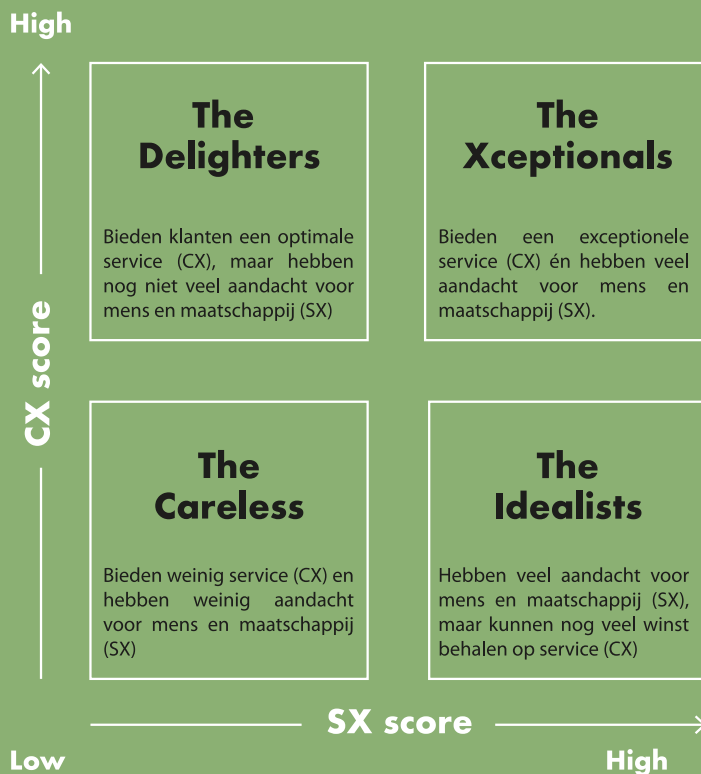 High
The
Delighters
Bieden klanten een optimale
service (CX), maar hebben
nog niet veel aandacht voor
mens en maatschappij (SX)
The
Xceptionals
Bieden een exceptionele
service (CX) én hebben veel
aandacht voor mens en
maatschappij (SX).
CX score
The
Careless
Bieden weinig service (CX) en
hebben weinig aandacht
voor mens en maatschappij
(SX)
The
Idealists
Hebben veel aandacht voor
mens en maatschappij (SX),
maar kunnen nog veel winst
behalen op service (CX)
SX score
Low
High